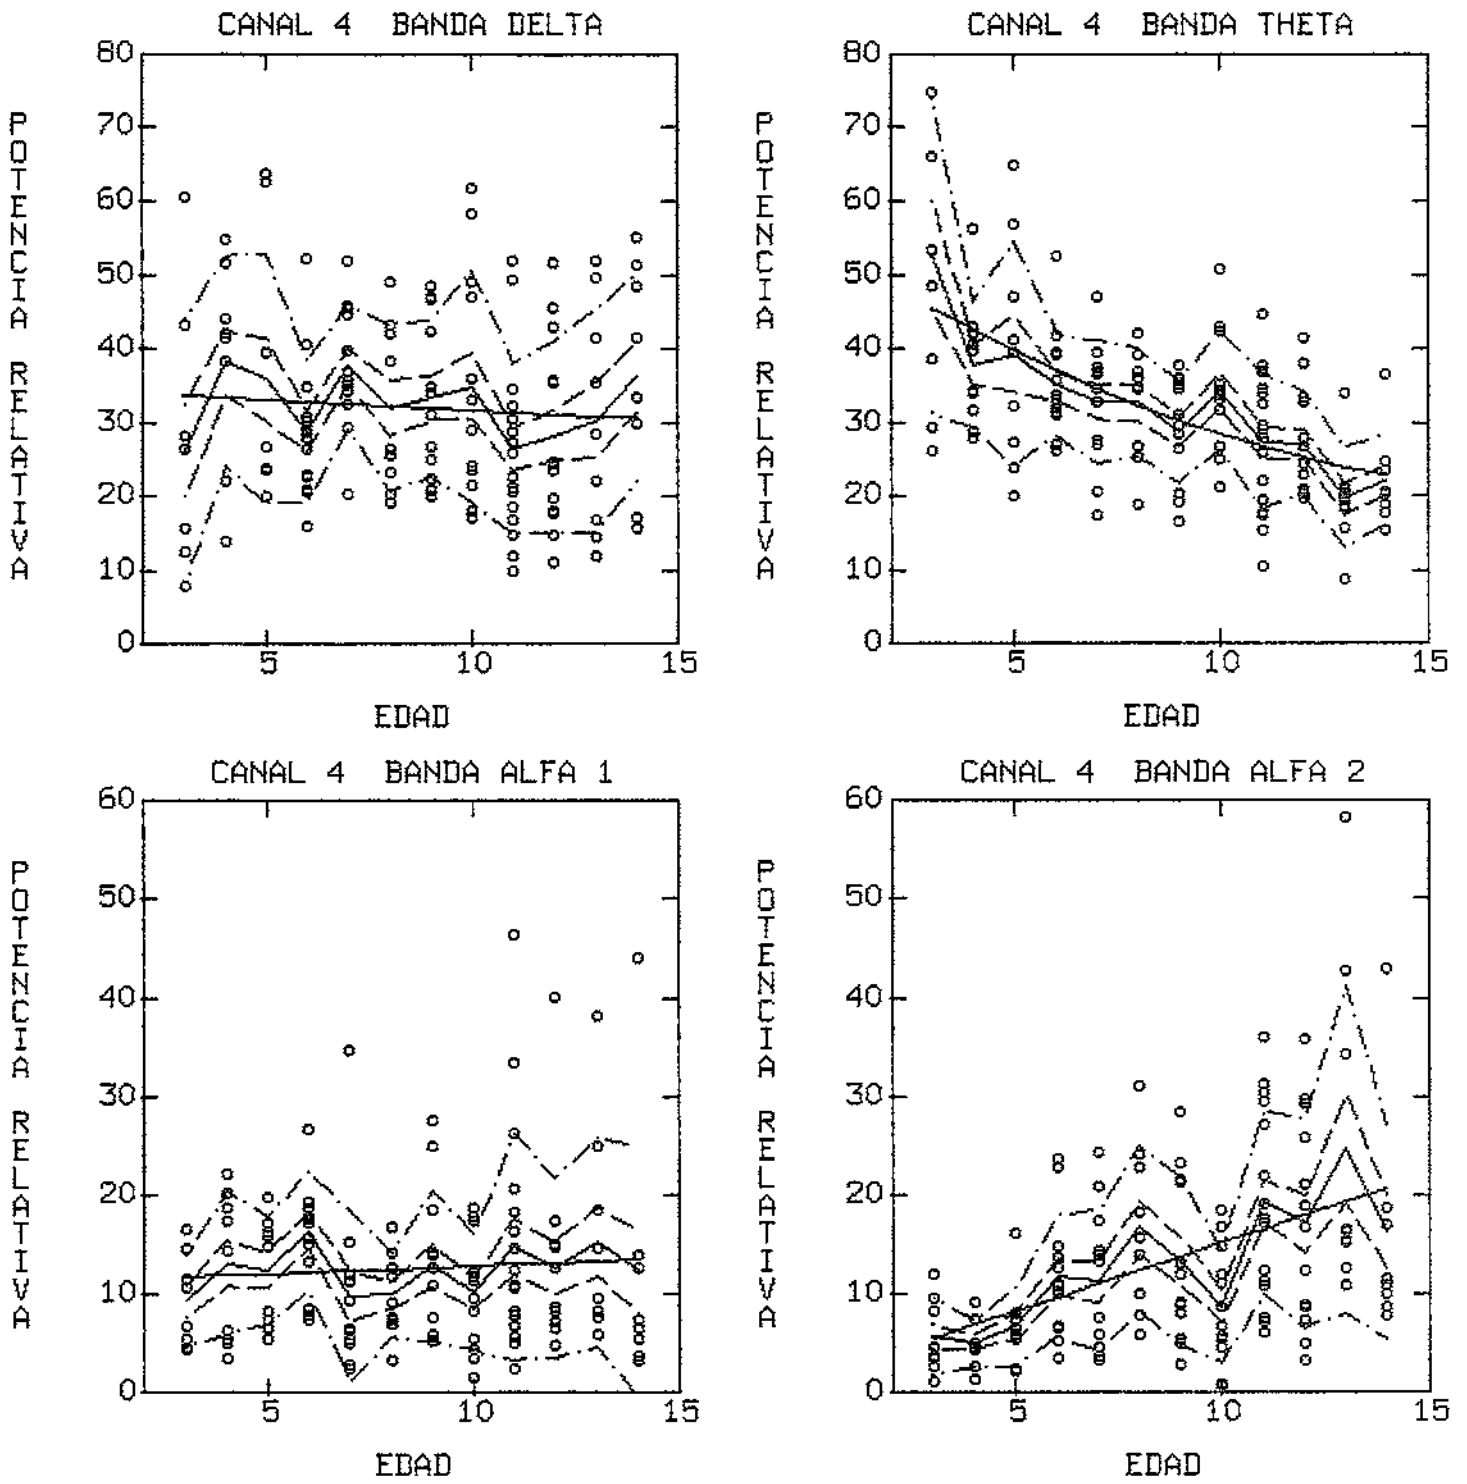 CANAL 4 BANDA DELTA
POTENCIA RELATIVA
80
70
60
50
40
30
20
10
0
5 10 15
EDAD
CANAL 4 BANDA THETA
POTENCIA RELATIVA
80
70
60
50
40
30
20
10
0
5 10 15
EDAD
CANAL 4 BANDA ALFA 1
POTENCIA RELATIVA
60
50
40
30
20
10
0
5 10 15
EDAD
CANAL 4 BANDA ALFA 2
POTENCIA RELATIVA
60
50
40
30
20
10
0
5 10 15
EDAD